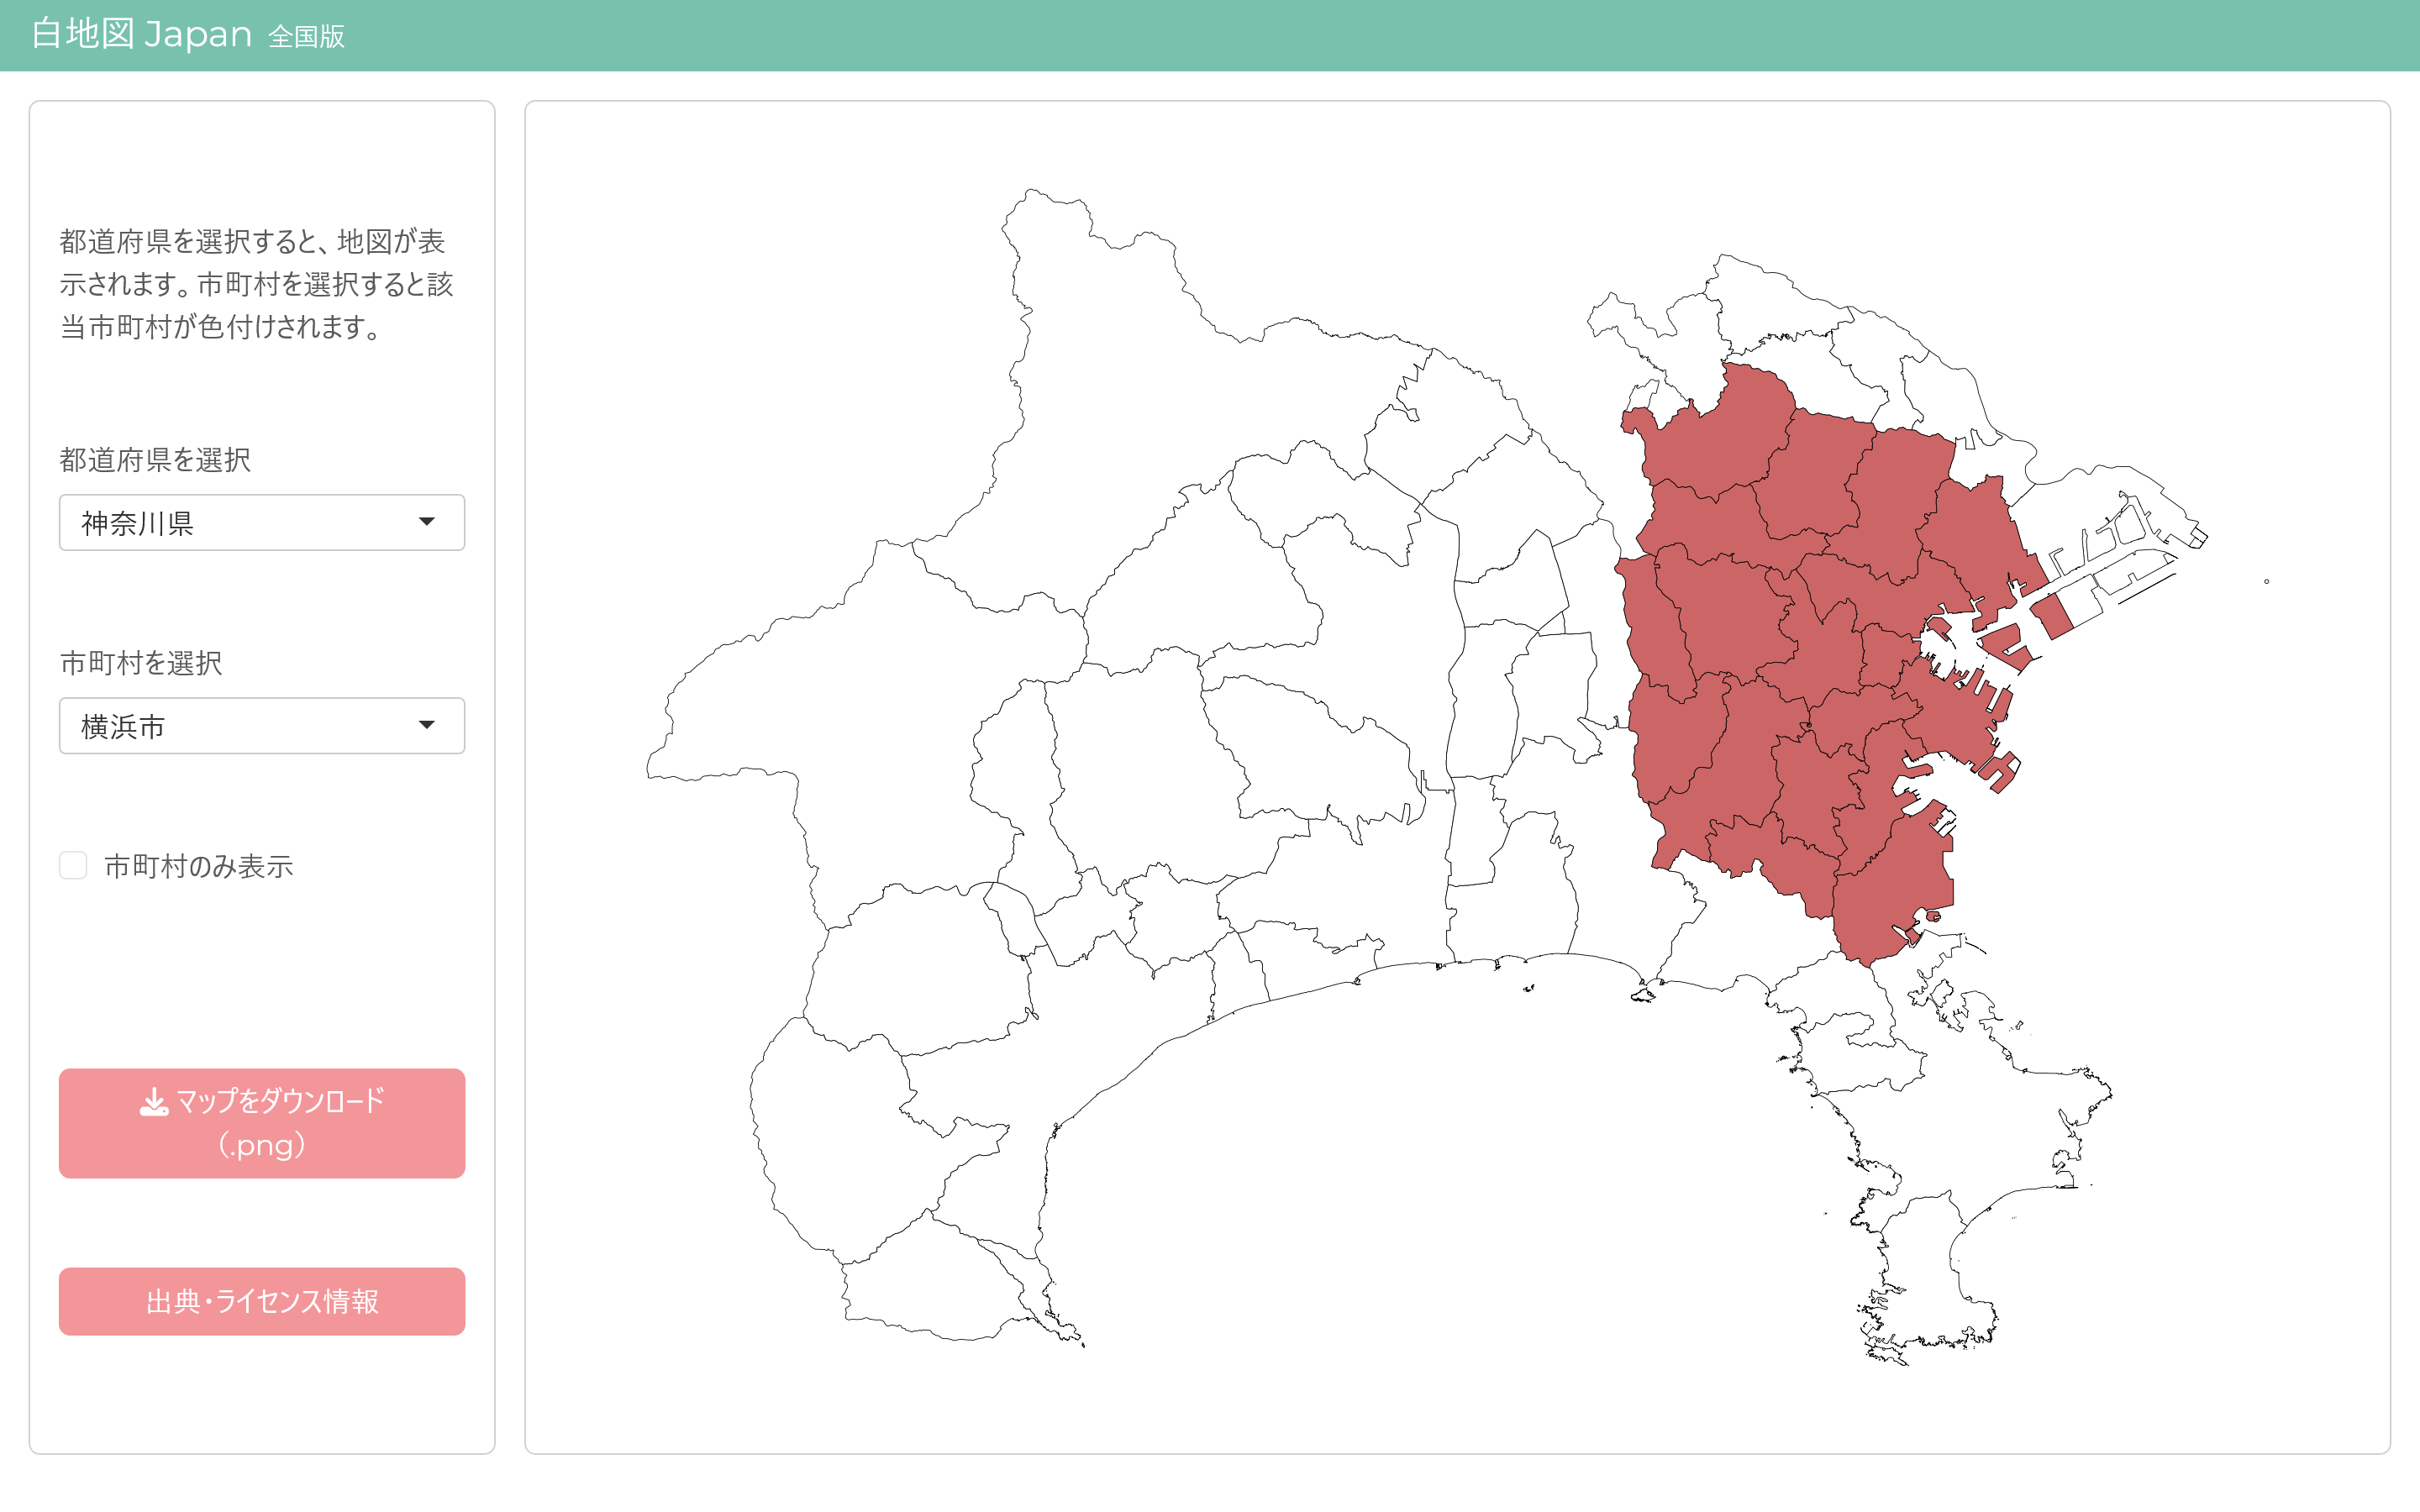 白地図 Japan 全国版
都道府県を選択すると、地図が表
示されます。市町村を選択すると該
当市町村が色付けされます。
都道府県を選択
神奈川県
市町村を選択
横浜市
市町村のみ表示
マップをダウンロード
(.png)
出典・ライセンス情報